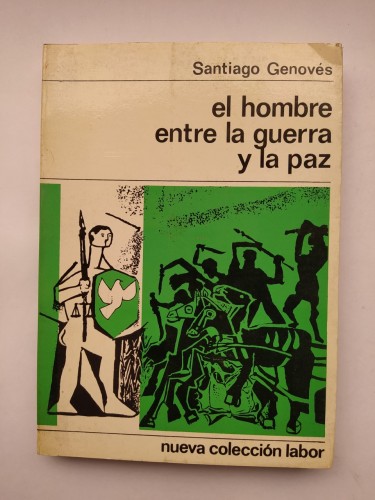 Santiago Genovés
el hombre
entre la guerra
y la paz
nueva colección labor